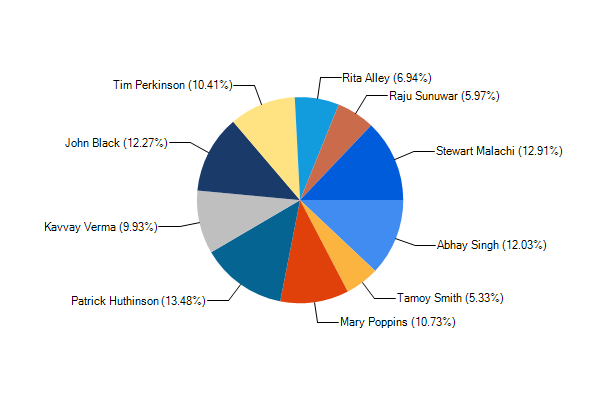 Rita Alley (6.94%)
Tim Perkinson (10.41%)
Raju Sunuwar (5.97%)
John Black (12.27%)
Stewart Malachi (12.91%)
Kavvay Verma (9.93%)
Abhay Singh (12.03%)
Patrick Huthinson (13.48%)
Tamoy Smith (5.33%)
Mary Poppins (10.73%)